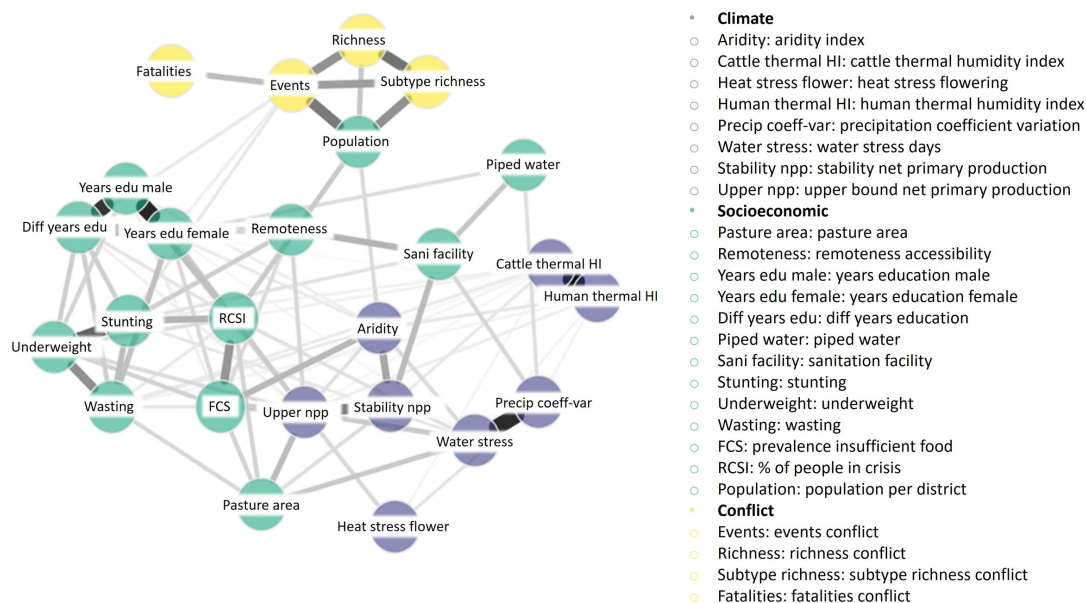 Richness
Fatalities
Events
Subtype richness
Population
Piped water
Years edu male
Diff years edu
Years edu female
Remoteness
Sani facility
Cattle thermal HI
Human thermal HI
Stunting
RCSI
Aridity
Underweight
Wasting
FCS
Upper npp
Stability npp
Precip coeff-var
Water stress
Pasture area
Heat stress flower
Climate
Aridity: aridity index
Cattle thermal HI: cattle thermal humidity index
Heat stress flower: heat stress flowering
Human thermal HI: human thermal humidity index
Precip coeff-var: precipitation coefficient variation
Water stress: water stress days
Stability npp: stability net primary production
Upper npp: upper bound net primary production
Socioeconomic
Pasture area: pasture area
Remoteness: remoteness accessibility
Years edu male: years education male
Years edu female: years education female
Diff years edu: diff years education
Piped water: piped water
Sani facility: sanitation facility
Stunting: stunting
Underweight: underweight
Wasting: wasting
FCS: prevalence insufficient food
RCSI: % of people in crisis
Population: population per district
Conflict
Events: events conflict
Richness: richness conflict
Subtype richness: subtype richness conflict
Fatalities: fatalities conflict